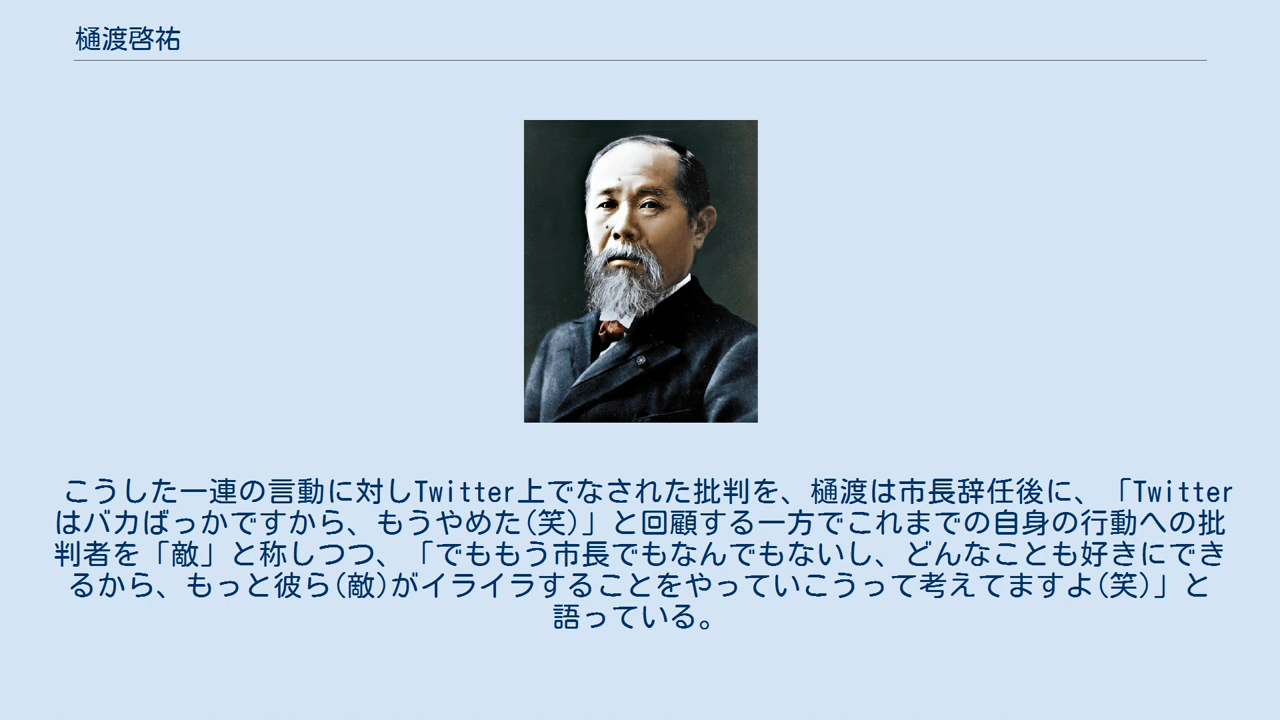 樋渡啓祐
こうした一連の言動に対しTwitter上でなされた批判を、樋渡は市長辞任後に、「Twitter
はバカばっかですから、もうやめた(笑)」と回顧する一方でこれまでの自身の行動への批
判者を「敵」と称しつつ、「でももう市長でもなんでもないし、どんなことも好きにでき
るから、もっと彼ら(敵)がイライラすることをやっていこうって考えてますよ(笑)」と
語っている。